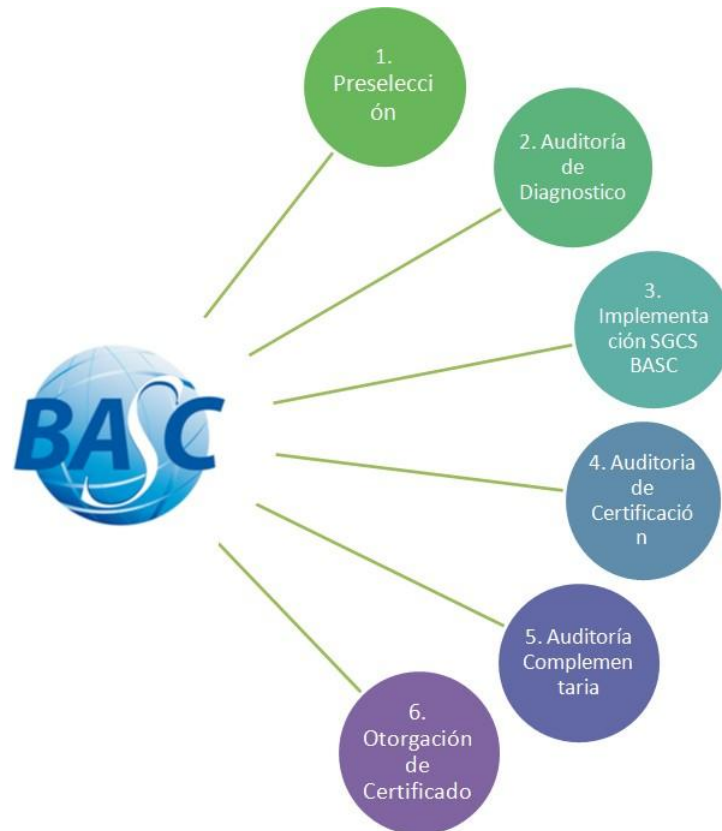 BASC
1.
Preselecci
ón
2. Auditoría
de
Diagnostico
3.
Implementa
ción SGCS
BASC
4. Auditoria
de
Certificació
n
5. Auditoría
Complemen
taria
6.
Otorgación
de
Certificado